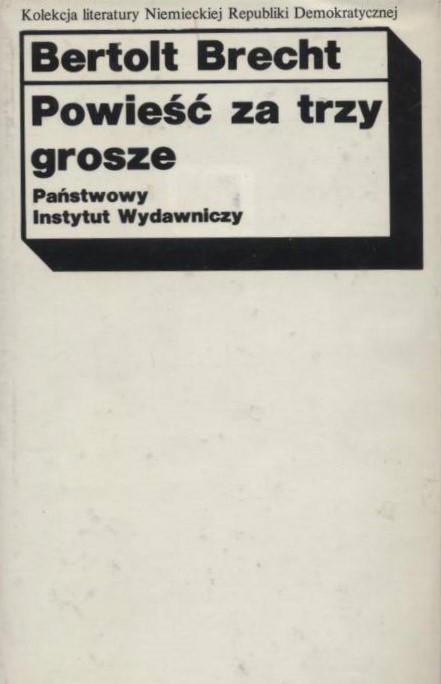 Kolekcja literatury Niemieckiej Republiki Demokratycznej
Bertolt Brecht
Powieść za trzy
grosze
Państwowy
Instytut Wydawniczy